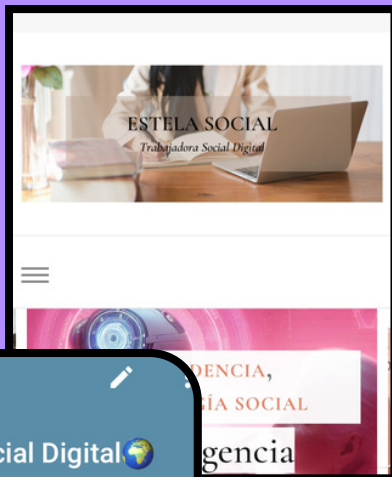 ESTELA SOCIAL
Trabajadora Social Digital
DENCIA,
GÍA SOCIAL
gencia
cial Digital🌍